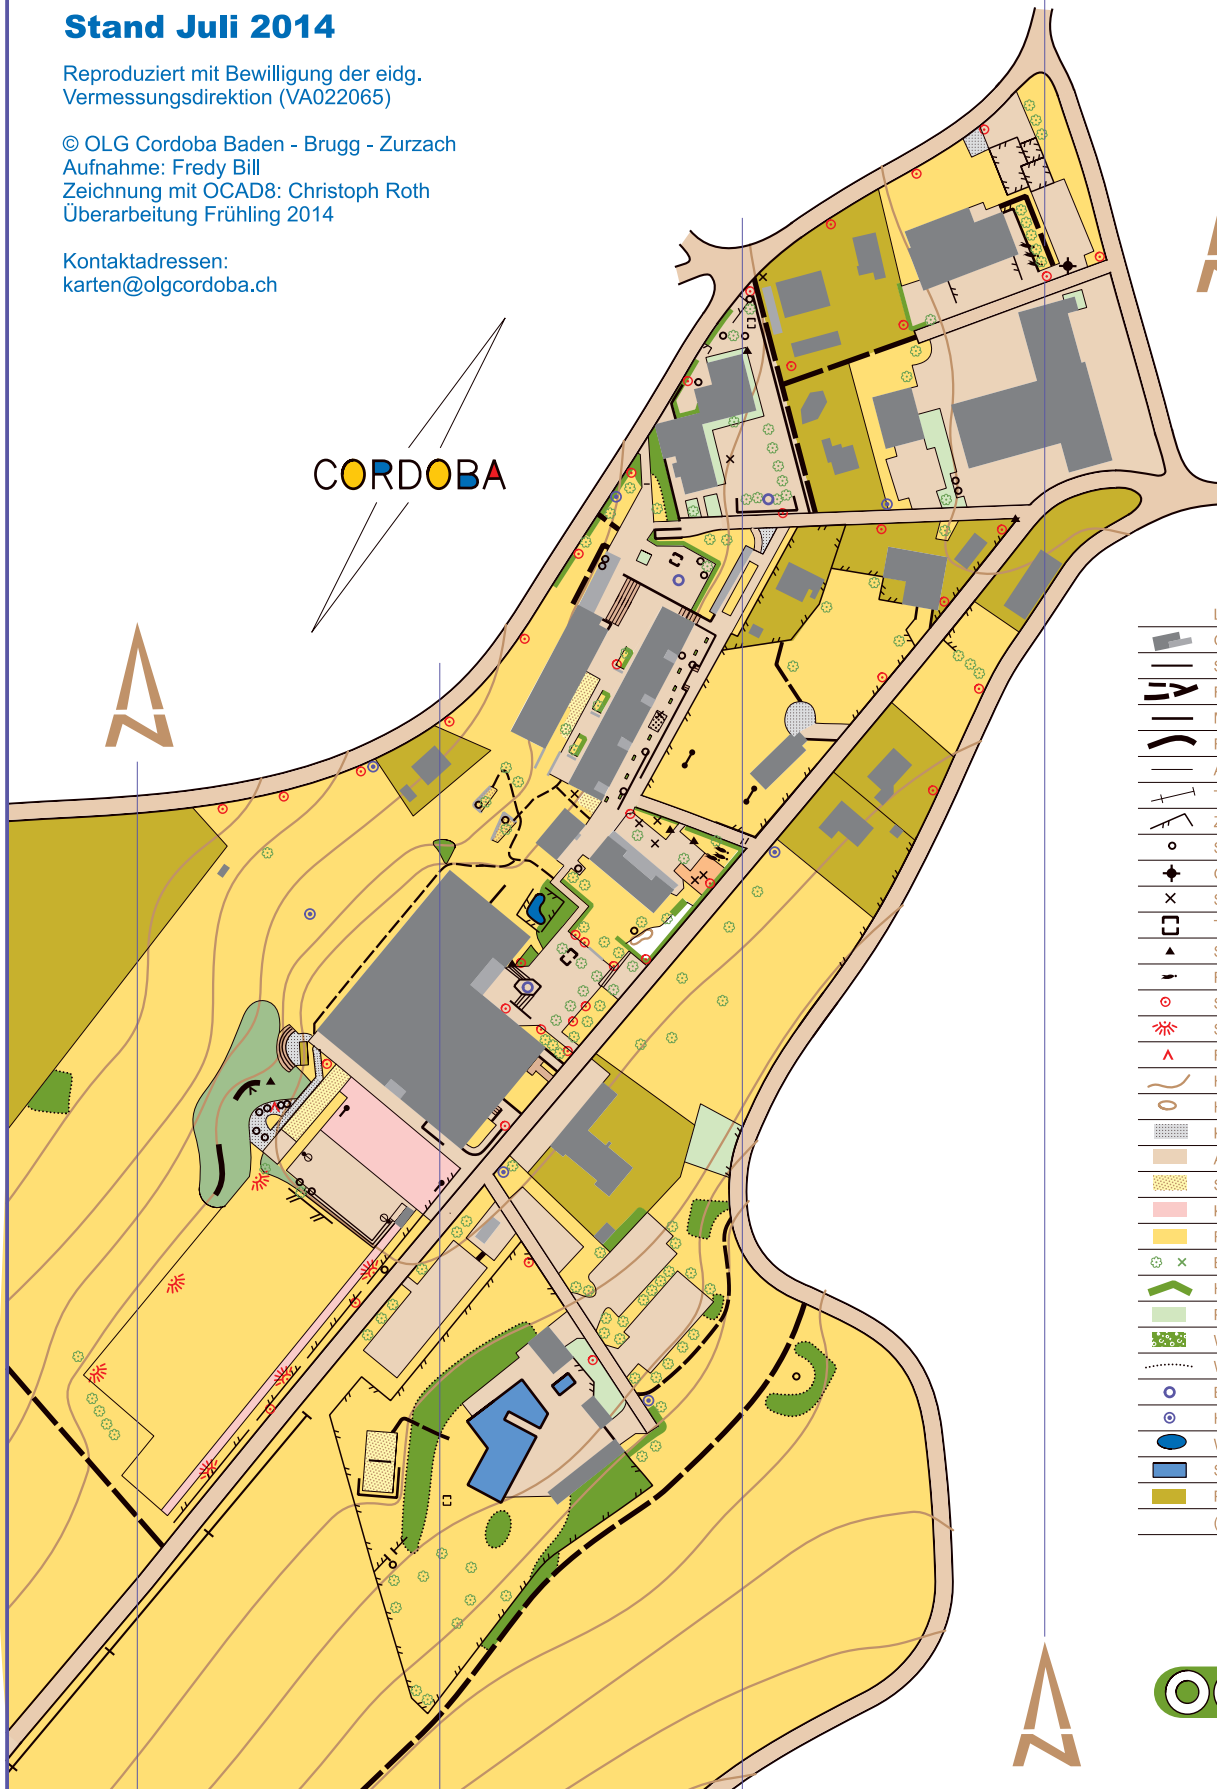 Stand Juli 2014
Reproduziert mit Bewilligung der eidg.
Vermessungsdirektion (VA022065)
© OLG Cordoba Baden - Brugg - Zurzach
Aufnahme: Fredy Bill
Zeichnung mit OCAD8: Christoph Roth
Überarbeitung Frühling 2014
Kontaktadressen:
karten@olgcordoba.ch
CORDOBA
N
N